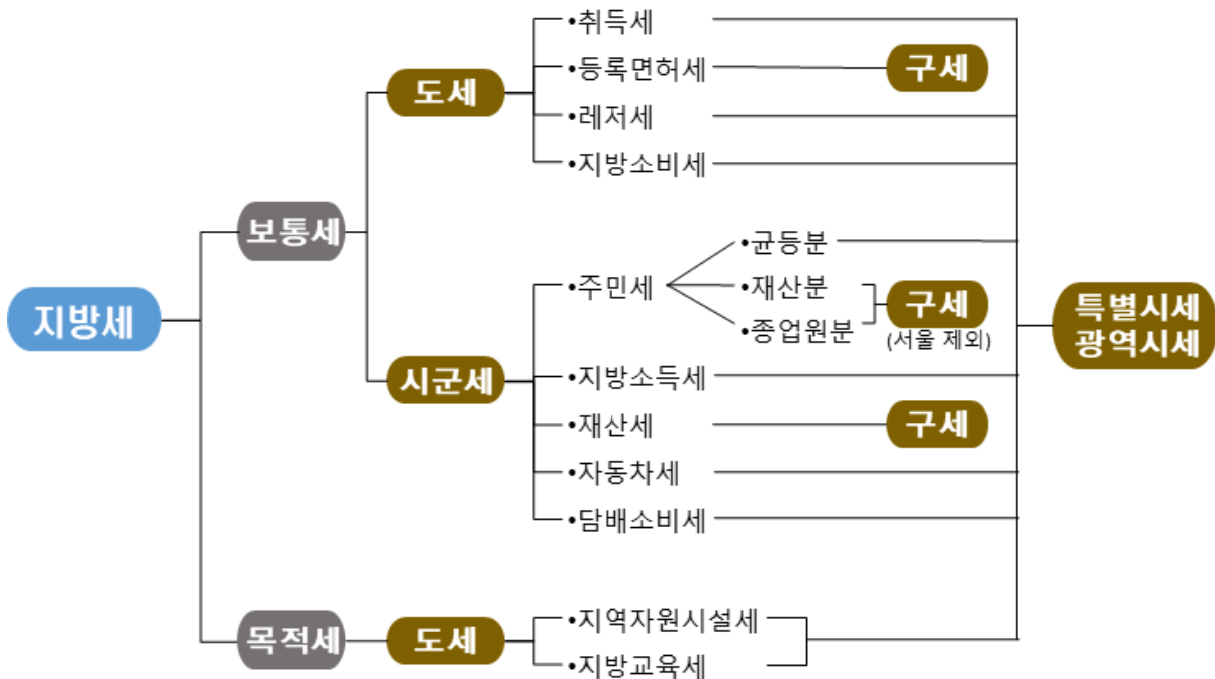 지방세
보통세
도세
•취득세
•등록면허세
구세
•레저세
•지방소비세
시군세
•주민세
•균등분
•재산분
•종업원분
구세
(서울 제외)
•지방소득세
•재산세
구세
•자동차세
•담배소비세
목적세
도세
•지역자원시설세
•지방교육세
특별시세
광역시세